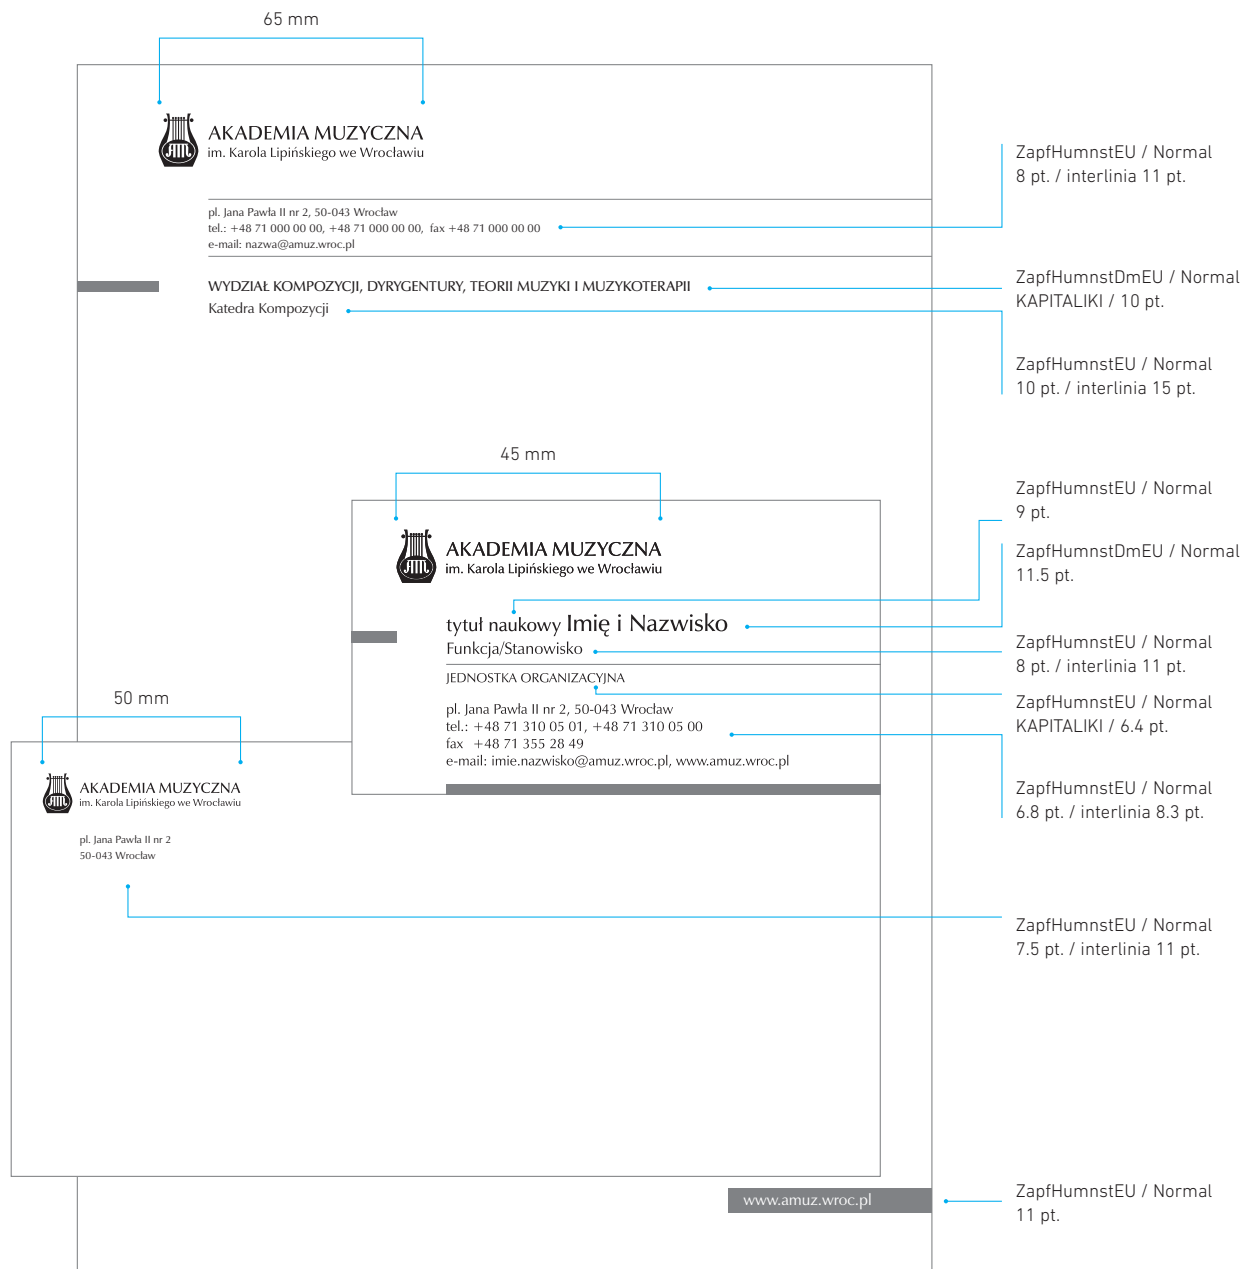 65 mm
AKADEMIA MUZYCZNA
im. Karola Lipińskiego we Wrocławiu
pl. Jana Pawła II nr 2, 50-043 Wrocław
tel.: +48 71 000 00 00, +48 71 000 00 00, fax +48 71 000 00 00
e-mail: nazwa@amuz.wroc.pl
ZapfHumnstEU / Normal
8 pt. / interlinia 11 pt.
WYDZIAŁ KOMPOZYCJI, DYRYGENTURY, TEORII MUZYKI I MUZYKOTERAPII
Katedra Kompozycji
ZapfHumnstDmEU / Normal
KAPITALIKI / 10 pt.
ZapfHumnstEU / Normal
10 pt. / interlinia 15 pt.
45 mm
AKADEMIA MUZYCZNA
im. Karola Lipińskiego we Wrocławiu
tytuł naukowy Imię i Nazwisko
Funkcja/Stanowisko
JEDNOSTKA ORGANIZACYJNA
pl. Jana Pawła II nr 2, 50-043 Wrocław
tel.: +48 71 310 05 01, +48 71 310 05 00
fax +48 71 355 28 49
e-mail: imie.nazwisko@amuz.wroc.pl, www.amuz.wroc.pl
ZapfHumnstEU / Normal
9 pt.
ZapfHumnstDmEU / Normal
11.5 pt.
ZapfHumnstEU / Normal
8 pt. / interlinia 11 pt.
ZapfHumnstEU / Normal
KAPITALIKI / 6.4 pt.
ZapfHumnstEU / Normal
6.8 pt. / interlinia 8.3 pt.
50 mm
AKADEMIA MUZYCZNA
im. Karola Lipińskiego we Wrocławiu
pl. Jana Pawła II nr 2
50-043 Wrocław
ZapfHumnstEU / Normal
7.5 pt. / interlinia 11 pt.
www.amuz.wroc.pl
ZapfHumnstEU / Normal
11 pt.